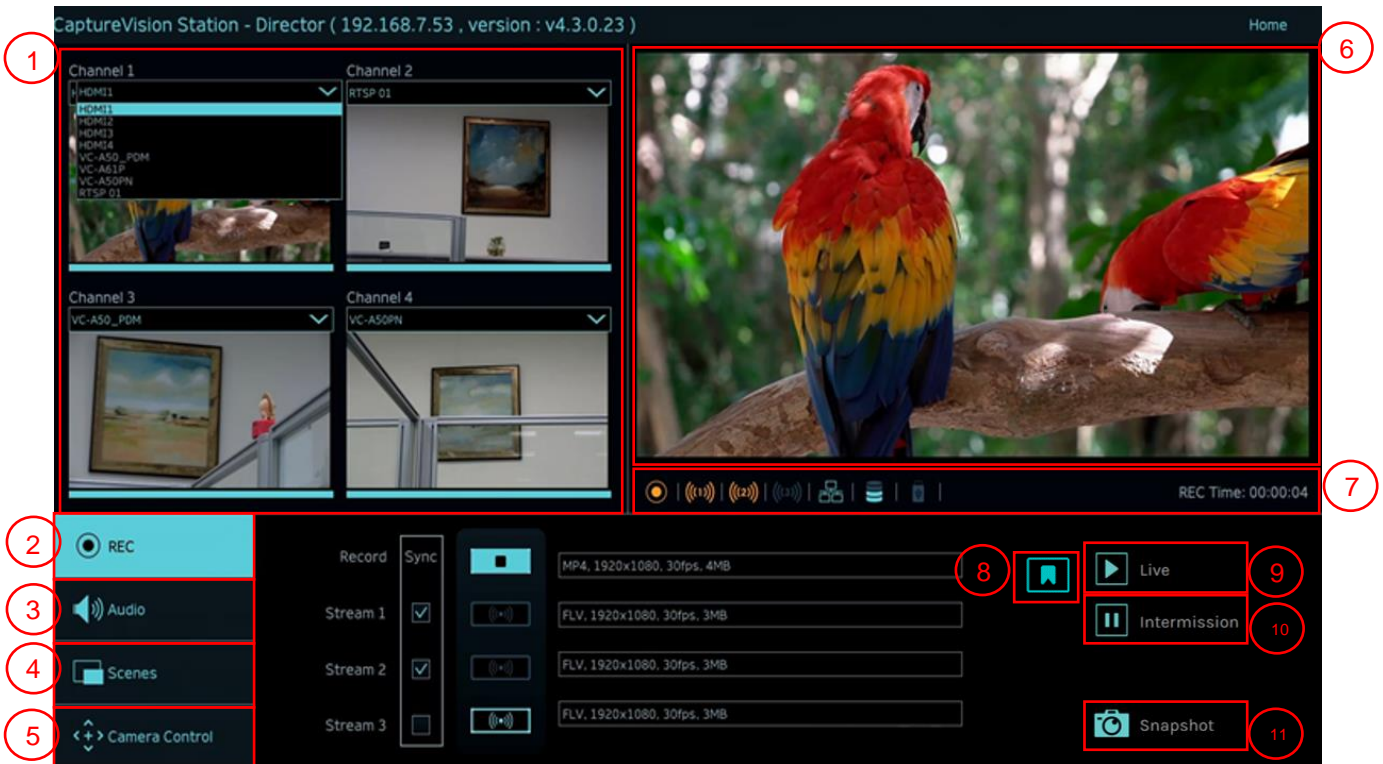 CaptureVision Station - Director ( 192.168.7.53 , version : v4.3.0.23 )
Home
1
Channel 1
HDMI1
HDMI1
HDMI2
HDMI3
HDMI4
VC-A50_PDM
VC-A61P
VC-A50PN
RTSP 01
Channel 2
RTSP 01
Channel 3
VC-A50_PDM
Channel 4
VC-A50PN
6
(1)
(2)
(3)
REC Time: 00:00:04
7
2
REC
3
Audio
4
Scenes
5
Camera Control
Record
Sync
MP4, 1920x1080, 30fps, 4MB
Stream 1
FLV, 1920x1080, 30fps, 3MB
Stream 2
FLV, 1920x1080, 30fps, 3MB
Stream 3
FLV, 1920x1080, 30fps, 3MB
8
Live
9
Intermission
10
Snapshot
11